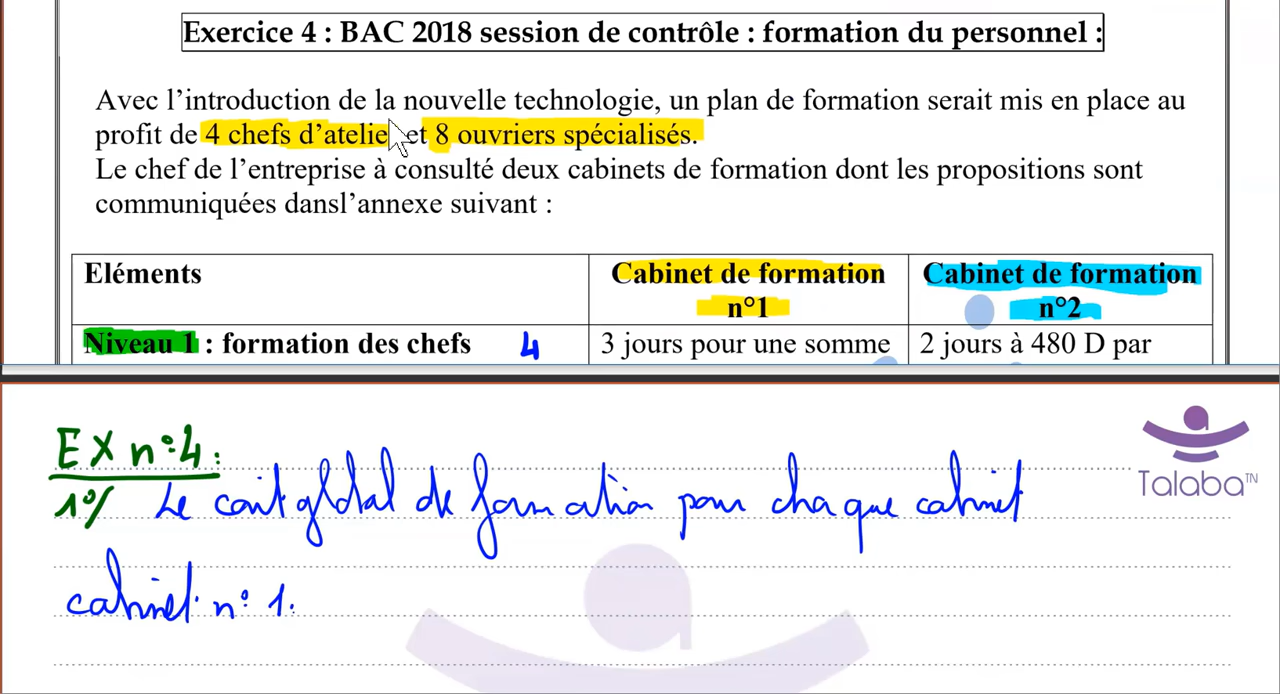 Exercice 4 : BAC 2018 session de contrôle : formation du personnel :
Avec l'introduction de la nouvelle technologie, un plan de formation serait mis en place au
profit de 4 chefs d'atelie et 8 ouvriers spécialisés.
Le chef de l'entreprise à consulté deux cabinets de formation dont les propositions sont
communiquées dansl'annexe suivant :
Eléments Cabinet de formation n°1 Cabinet de formation n°2
Niveau 1 : formation des chefs 4 3 jours pour une somme 2 jours à 480 D par
EX n°4:
1°/ Le coût global de formation pour chaque cabinet
cabinet n° 1.
Talaba TN